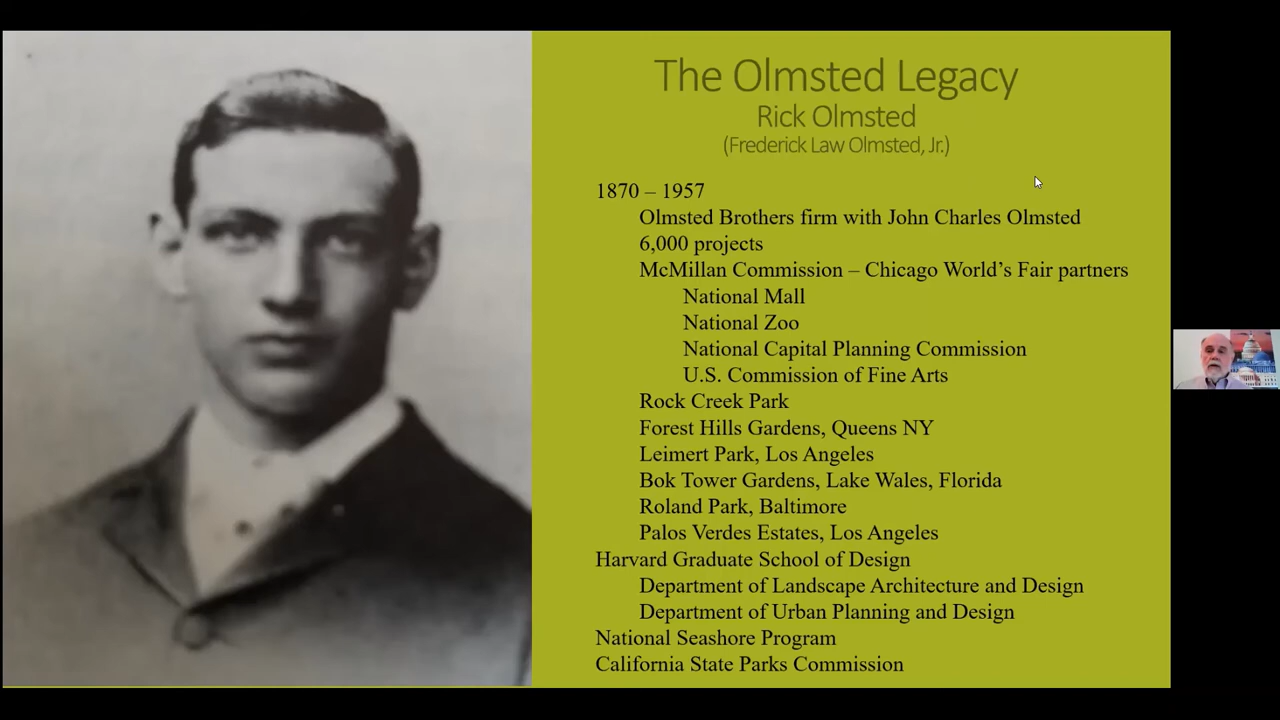 The Olmsted Legacy
Rick Olmsted
(Frederick Law Olmsted, Jr.)
1870 – 1957
Olmsted Brothers firm with John Charles Olmsted
6,000 projects
McMillan Commission – Chicago World’s Fair partners
National Mall
National Zoo
National Capital Planning Commission
U.S. Commission of Fine Arts
Rock Creek Park
Forest Hills Gardens, Queens NY
Leimert Park, Los Angeles
Bok Tower Gardens, Lake Wales, Florida
Roland Park, Baltimore
Palos Verdes Estates, Los Angeles
Harvard Graduate School of Design
Department of Landscape Architecture and Design
Department of Urban Planning and Design
National Seashore Program
California State Parks Commission